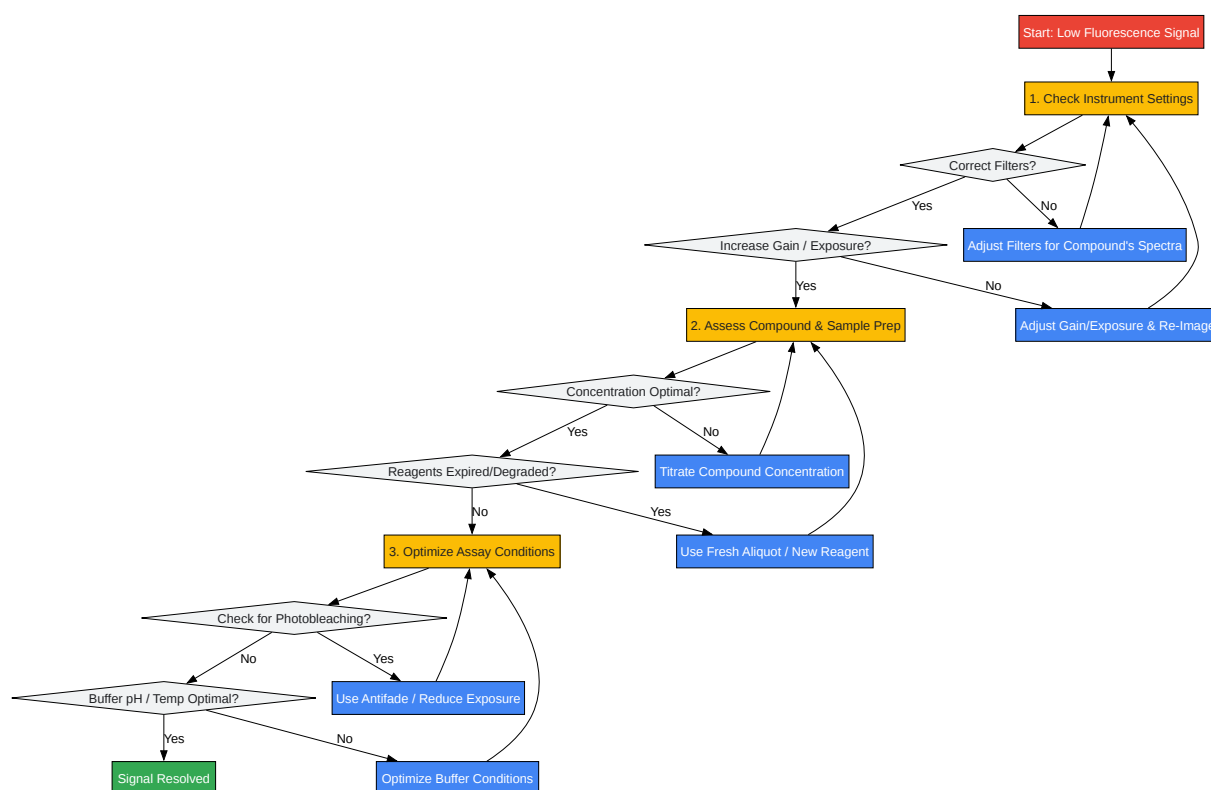 Start: Low Fluorescence Signal
1. Check Instrument Settings
Correct Filters?
Yes
No
Increase Gain / Exposure?
Adjust Filters for Compound's Spectra
Yes
No
2. Assess Compound & Sample Prep
Adjust Gain/Exposure & Re-Image
Concentration Optimal?
Yes
No
Reagents Expired/Degraded?
Titrate Compound Concentration
No
Yes
3. Optimize Assay Conditions
Use Fresh Aliquot / New Reagent
Check for Photobleaching?
No
Yes
Buffer pH / Temp Optimal?
Use Antifade / Reduce Exposure
Yes
No
Signal Resolved
Optimize Buffer Conditions